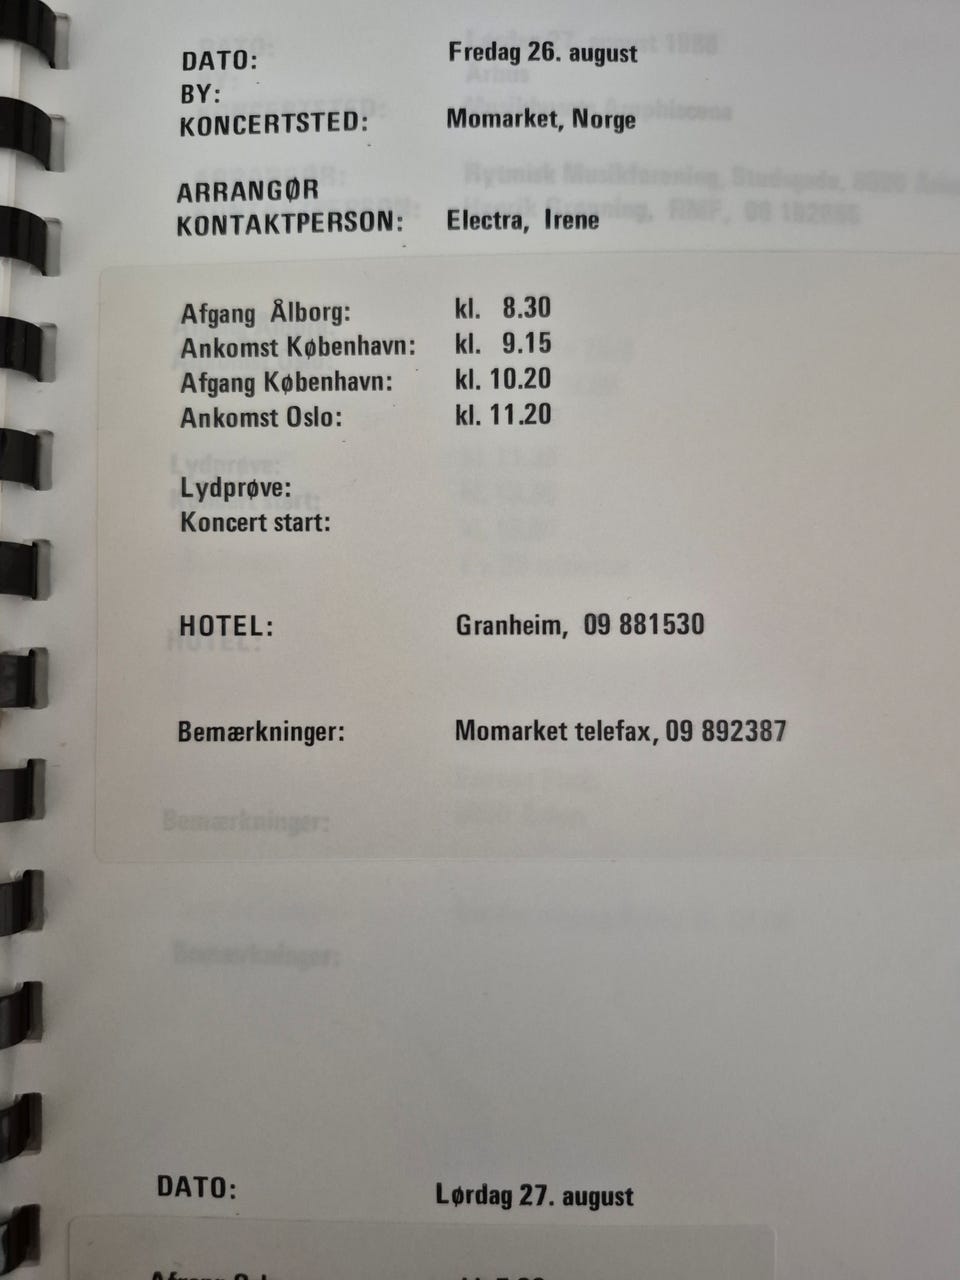 DATO: Fredag 26. august
BY:
KONCERTSTED: Momarket, Norge
ARRANGØR
KONTAKTPERSON: Electra, Irene
Afgang Ålborg: kl. 8.30
Ankomst København: kl. 9.15
Afgang København: kl. 10.20
Ankomst Oslo: kl. 11.20
Lydprøve:
Koncert start:
HOTEL: Granheim, 09 881530
Bemærkninger: Momarket telefax, 09 892387
DATO: Lørdag 27. august